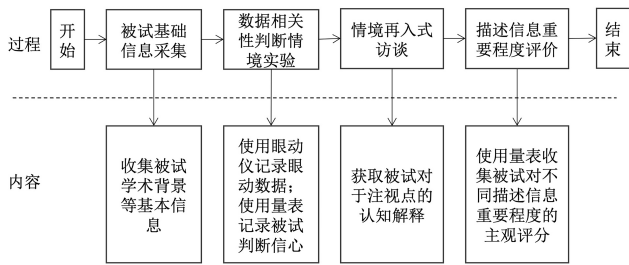 过程
开
始
被试基础
信息采集
数据相关
性判断情
境实验
情境再入式
访谈
描述信息重
要程度评价
结
束
内容
收集被试
学术背景
等基本信
息
使用眼动
仪记录眼
动数据；
使用量表
记录被试
判断信心
获取被试对
于注视点的
认知解释
使用量表收
集被试对不
同描述信息
重要程度的
主观评分